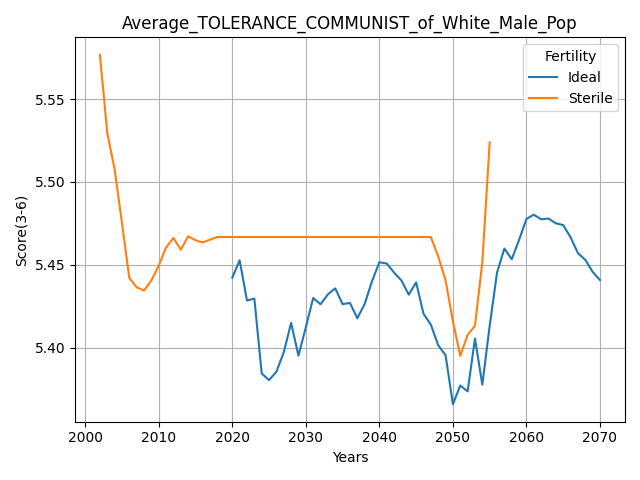 Average_TOLERANCE_COMMUNIST_of_White_Male_Pop
Fertility
Ideal
Sterile
Score(3-6)
5.55
5.50
5.45
5.40
2000 2010 2020 2030 2040 2050 2060 2070
Years